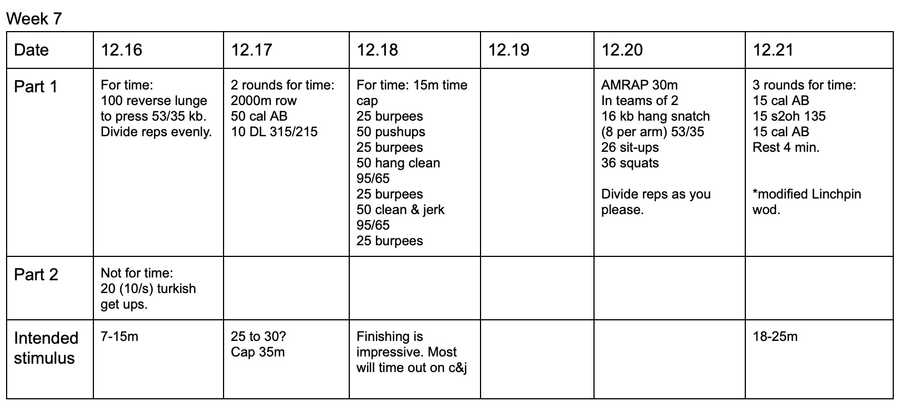 Week 7
Date
12.16
12.17
12.18
12.19
12.20
12.21
Part 1
For time:
100 reverse lunge
to press 53/35 kb.
Divide reps evenly.
2 rounds for time:
2000m row
50 cal AB
10 DL 315/215
For time: 15m time
cap
25 burpees
50 pushups
25 burpees
50 hang clean
95/65
25 burpees
50 clean & jerk
95/65
25 burpees
AMRAP 30m
In teams of 2
16 kb hang snatch
(8 per arm) 53/35
26 sit-ups
36 squats
Divide reps as you
please.
3 rounds for time:
15 cal AB
15 s2oh 135
15 cal AB
Rest 4 min.
*modified Linchpin
wod.
Part 2
Not for time:
20 (10/s) turkish
get ups.
Intended
stimulus
7-15m
25 to 30?
Cap 35m
Finishing is
impressive. Most
will time out on c&j
18-25m